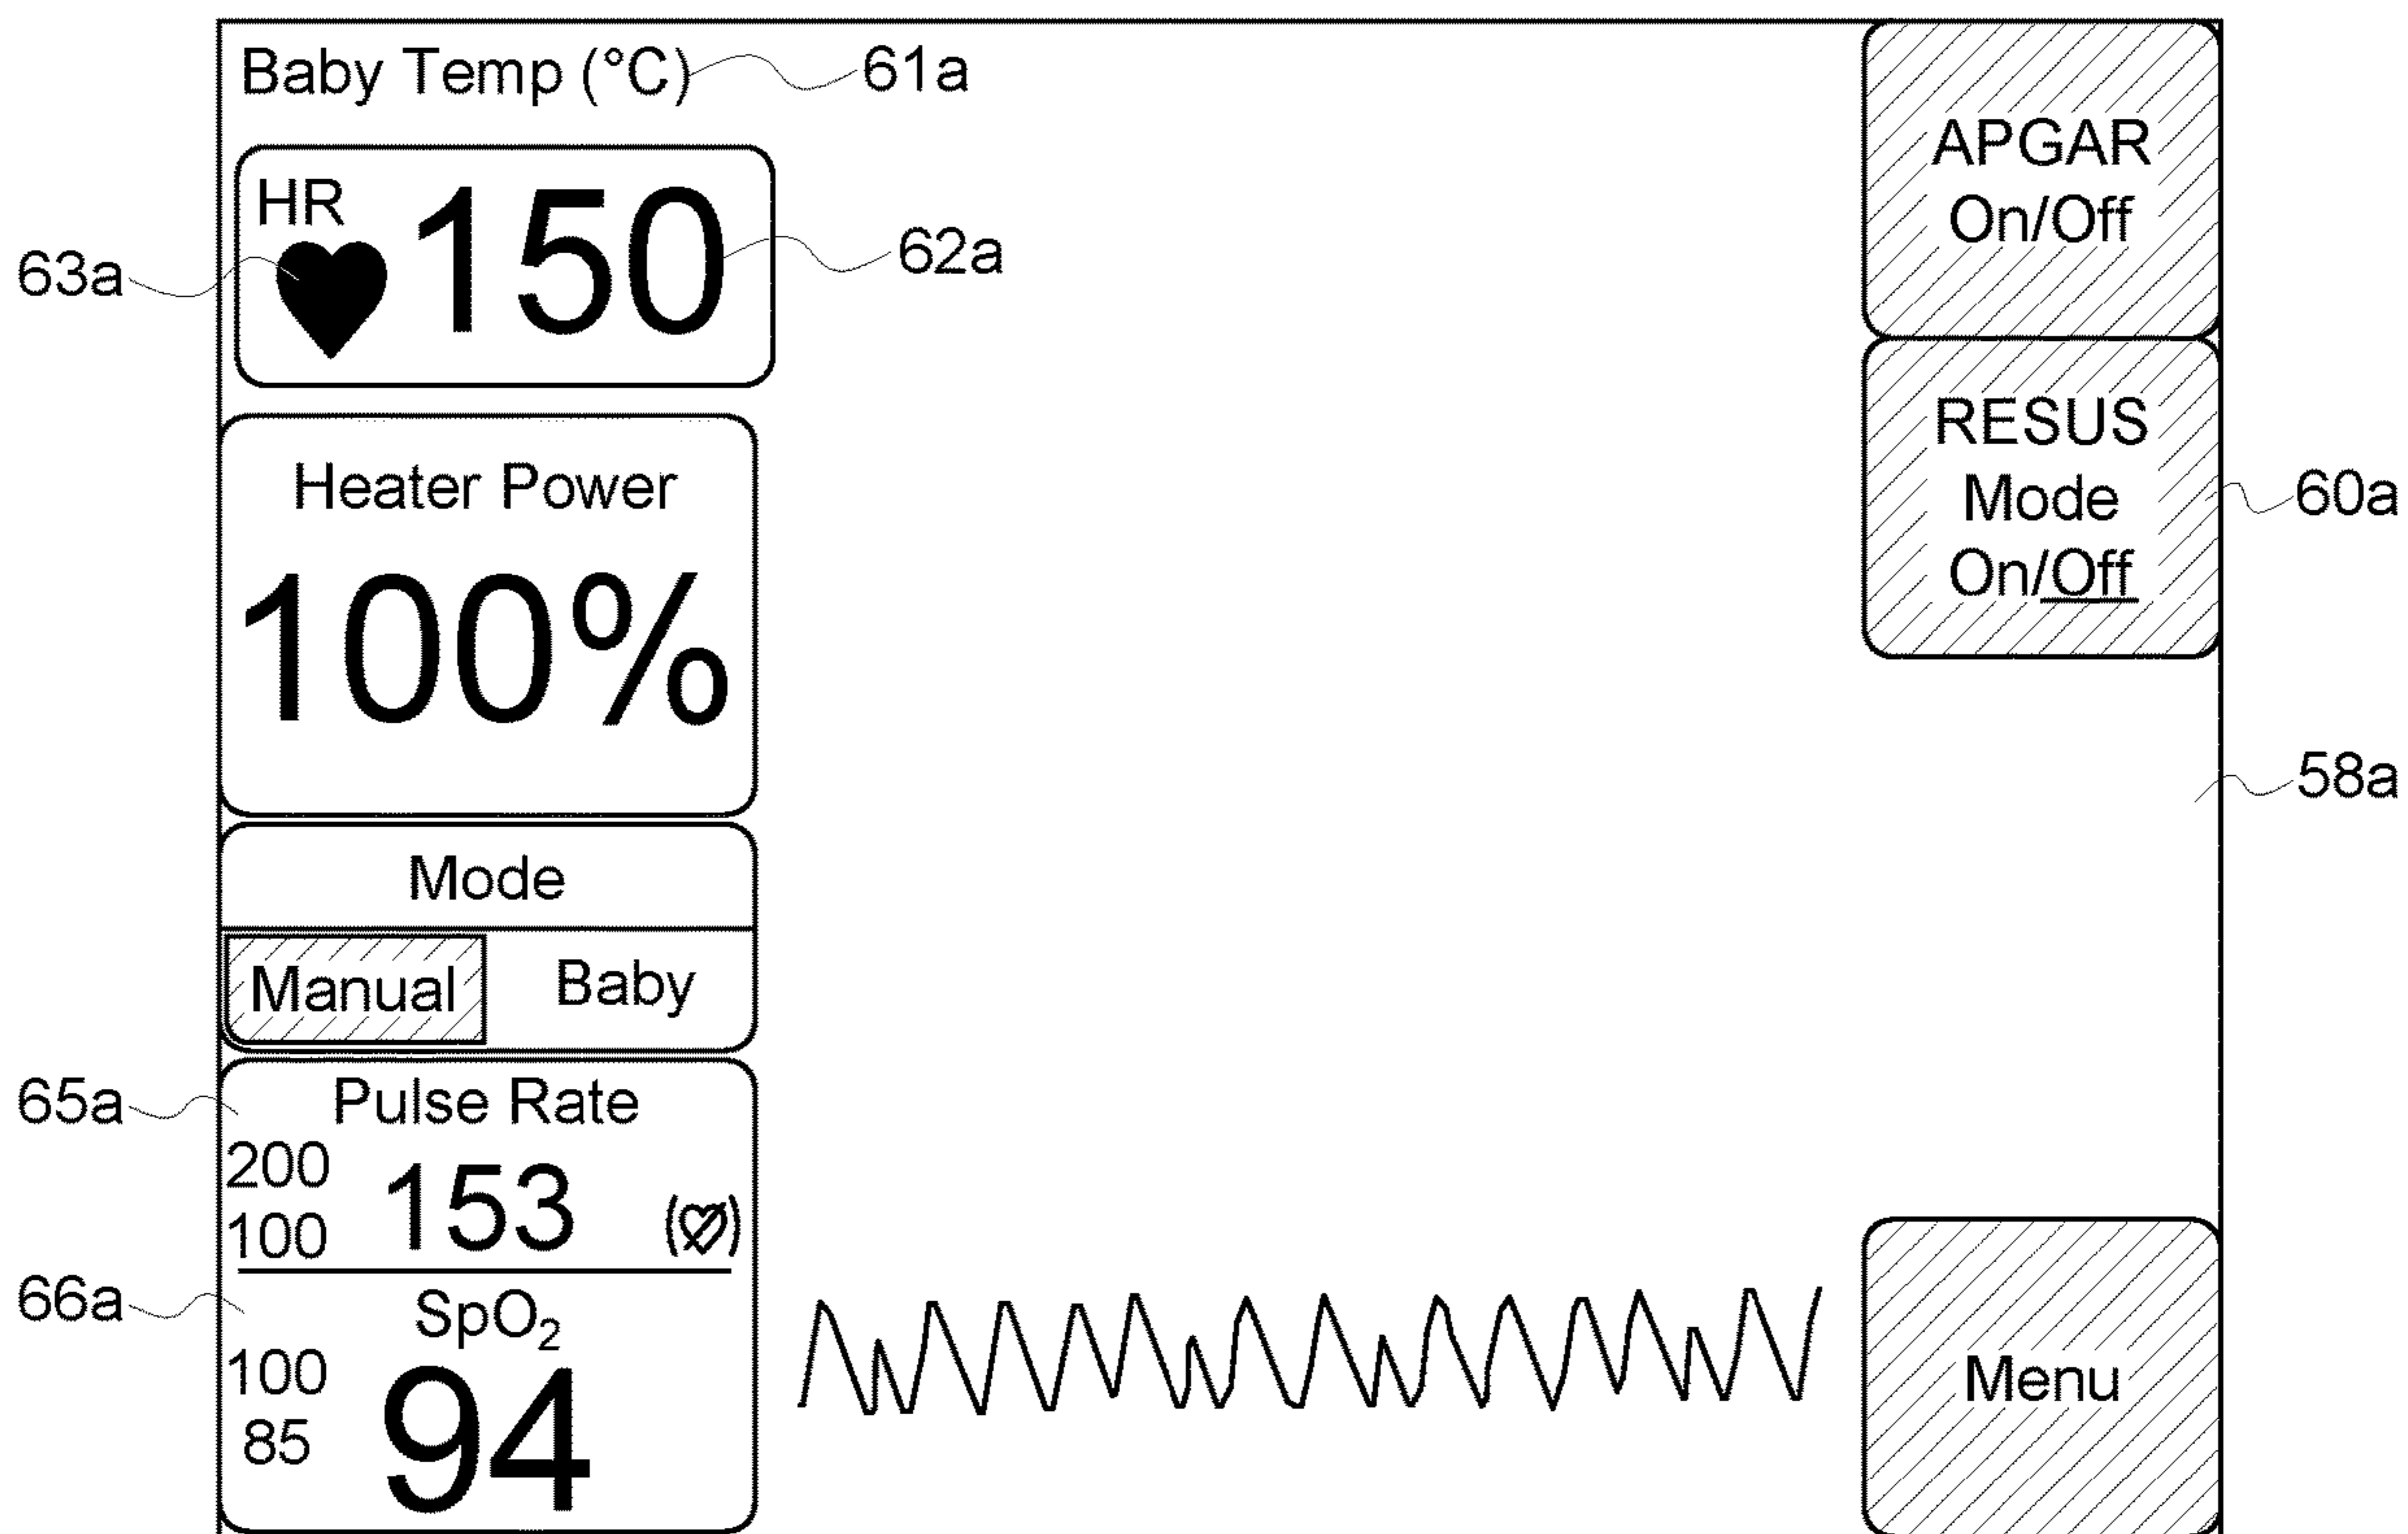 Baby Temp (°C)
61a
HR
150
62a
63a
Heater Power
100%
Mode
Manual
Baby
65a
Pulse Rate
200
100
153
66a
SpO₂
100
85
94
APGAR
On/Off
RESUS
Mode
On/Off
60a
58a
Menu